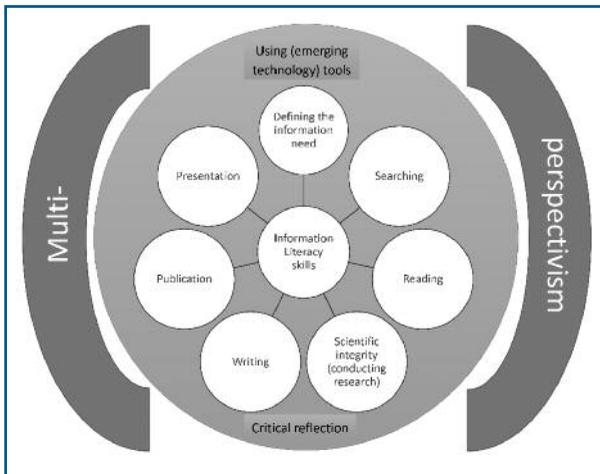 Using (emerging
technology) tools
Defining the
information
need
Presentation
Searching
Multi-
perspectivism
Information
Literacy
skills
Publication
Reading
Writing
Scientific
integrity
(conducting
research)
Critical reflection